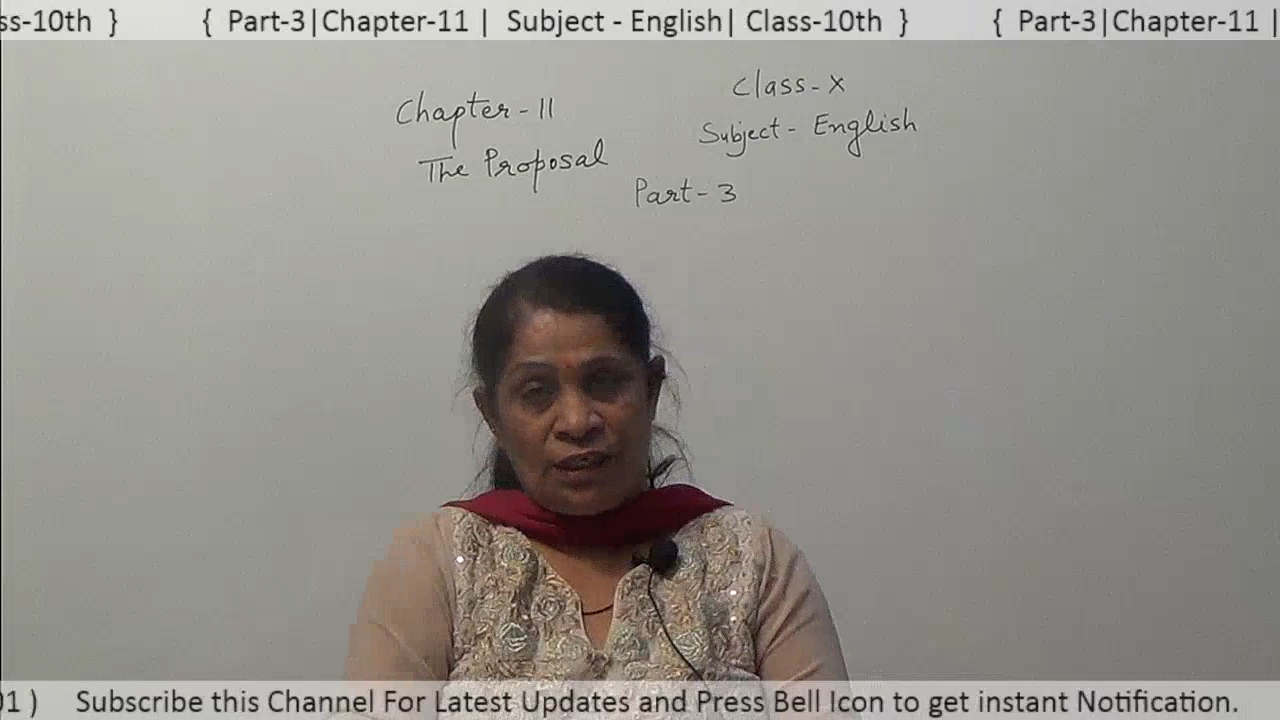 ss-10th } { Part-3|Chapter-11 | Subject - English| Class-10th } { Part-3|Chapter-11 |
Chapter-11
The Proposal
Class-X
Subject- English
Part-3
01 ) Subscribe this Channel For Latest Updates and Press Bell Icon to get instant Notification.